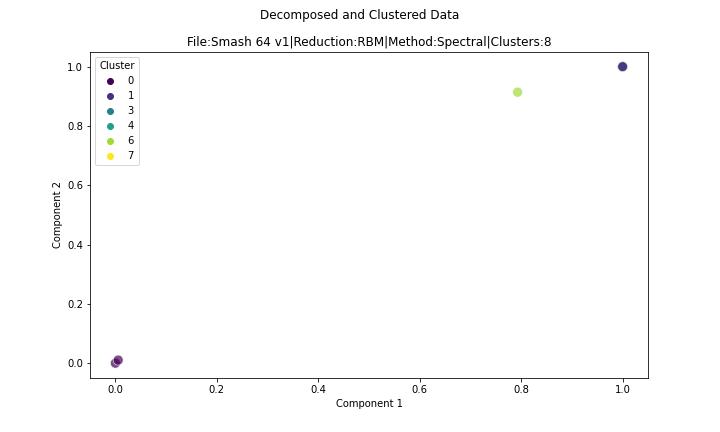 Decomposed and Clustered Data
File:Smash 64 v1|Reduction:RBM|Method:Spectral|Clusters:8
Cluster
0
1
3
4
6
7
1.0
0.8
0.6
0.4
0.2
0.0
Component 2
0.0 0.2 0.4 0.6 0.8 1.0
Component 1